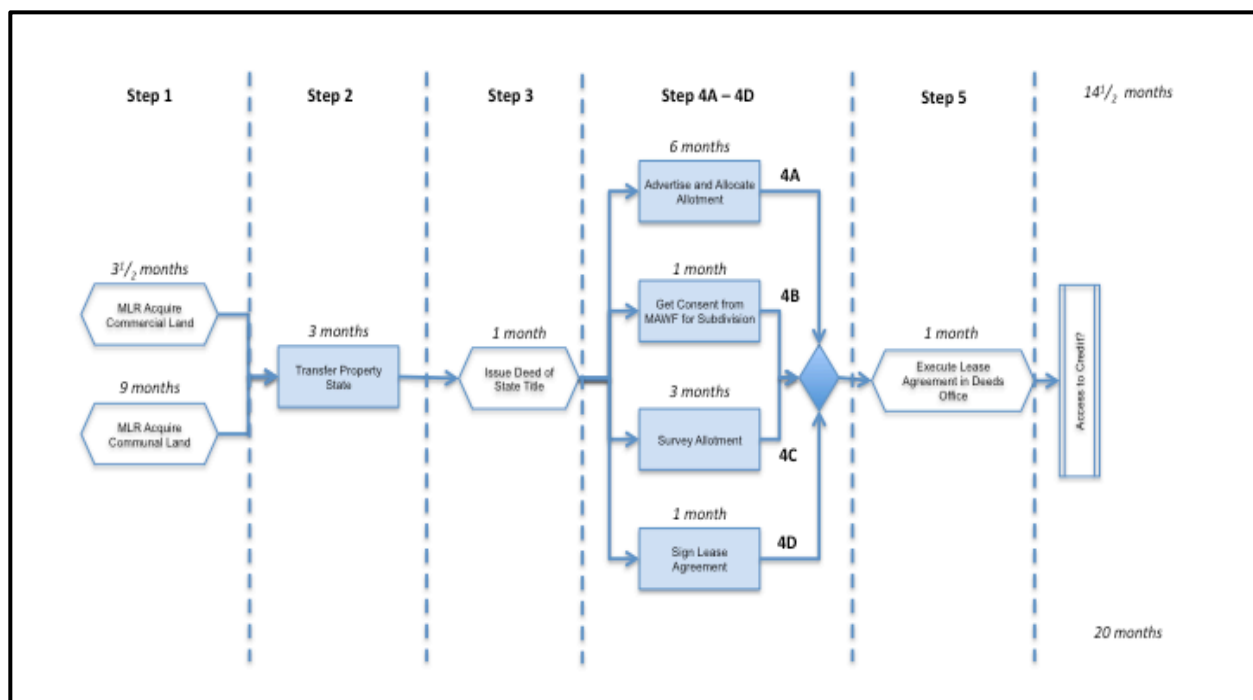 Step 1
Step 2
Step 3
Step 4A – 4D
Step 5
14 1/2 months
3 1/2 months
MLR Acquire
Commercial Land
9 months
MLR Acquire
Communal Land
3 months
Transfer Property
State
1 month
Issue Deed of
State Title
6 months
Advertise and Allocate
Allotment
4A
1 month
Get Consent from
MAWF for Subdivision
4B
3 months
Survey Allotment
4C
1 month
Sign Lease
Agreement
4D
1 month
Execute Lease
Agreement in Deeds
Office
Access to Credit?
20 months